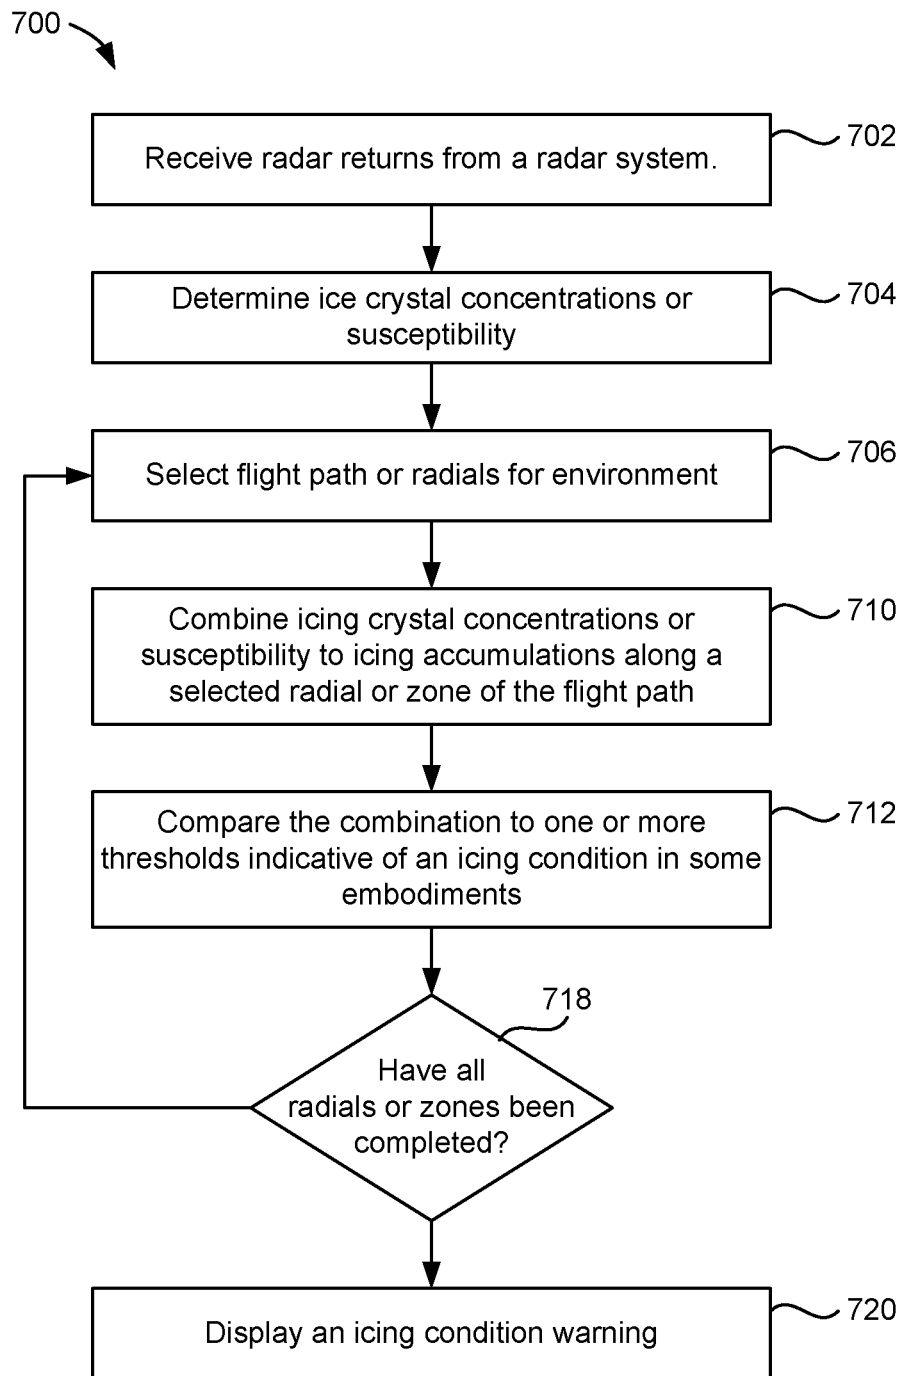 700
Receive radar returns from a radar system.
702
Determine ice crystal concentrations or
susceptibility
704
Select flight path or radials for environment
706
Combine icing crystal concentrations or
susceptibility to icing accumulations along a
selected radial or zone of the flight path
710
Compare the combination to one or more
thresholds indicative of an icing condition in some
embodiments
712
718
Have all
radials or zones been
completed?
Display an icing condition warning
720